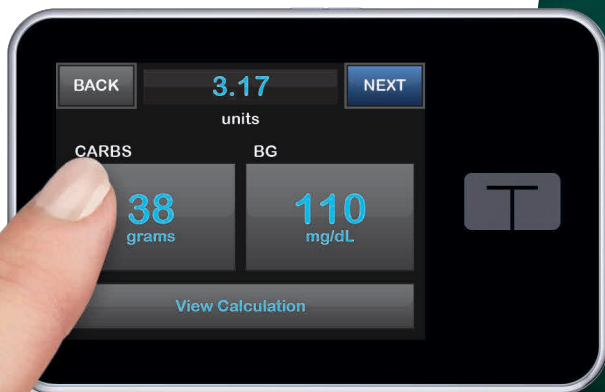 BACK
3.17
NEXT
units
CARBS
BG
38
grams
110
mg/dL
View Calculation